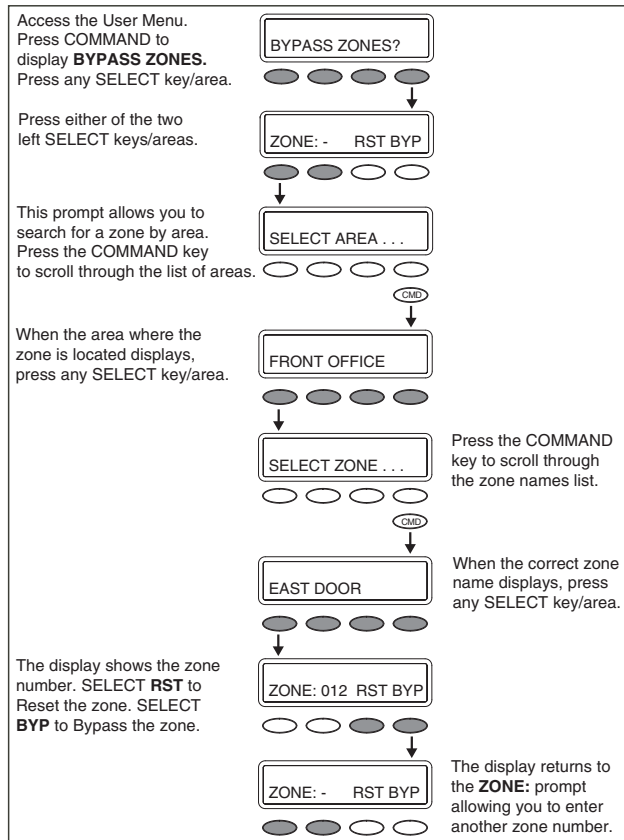 Access the User Menu.
Press COMMAND to
display BYPASS ZONES.
Press any SELECT key/area.
BYPASS ZONES?
Press either of the two
left SELECT keys/areas.
ZONE: - RST BYP
This prompt allows you to
search for a zone by area.
Press the COMMAND key
to scroll through the list of areas.
SELECT AREA . . .
CMD
When the area where the
zone is located displays,
press any SELECT key/area.
FRONT OFFICE
SELECT ZONE . . .
Press the COMMAND
key to scroll through
the zone names list.
CMD
EAST DOOR
When the correct zone
name displays, press
any SELECT key/area.
The display shows the zone
number. SELECT RST to
Reset the zone. SELECT
BYP to Bypass the zone.
ZONE: 012 RST BYP
ZONE: - RST BYP
The display returns to
the ZONE: prompt
allowing you to enter
another zone number.